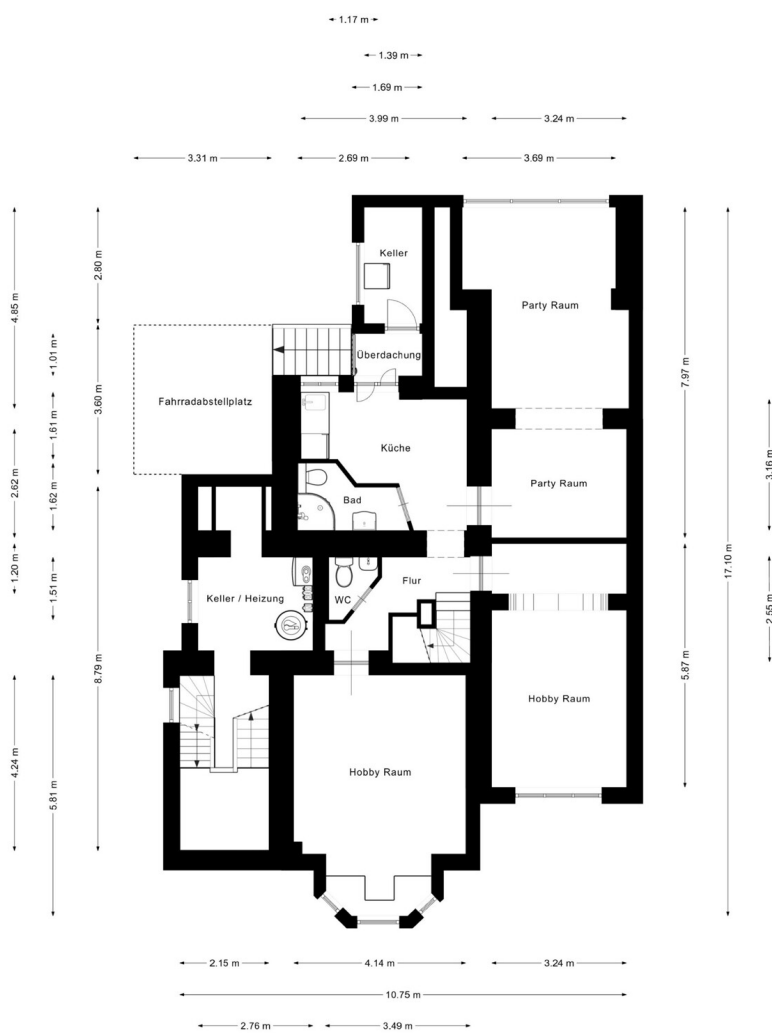 1.17 m
1.39 m
1.69 m
3.99 m
3.24 m
3.31 m
2.69 m
3.69 m
Keller
Party Raum
Überdachung
Fahrradabstellplatz
Küche
Party Raum
Bad
Keller / Heizung
WC
Flur
Hobby Raum
Hobby Raum
4.85 m
2.62 m
1.20 m
4.24 m
1.01 m
1.61 m
1.62 m
1.51 m
5.81 m
2.80 m
3.60 m
8.79 m
7.97 m
5.87 m
17.10 m
3.16 m
2.55 m
2.15 m
4.14 m
3.24 m
10.75 m
2.76 m
3.49 m